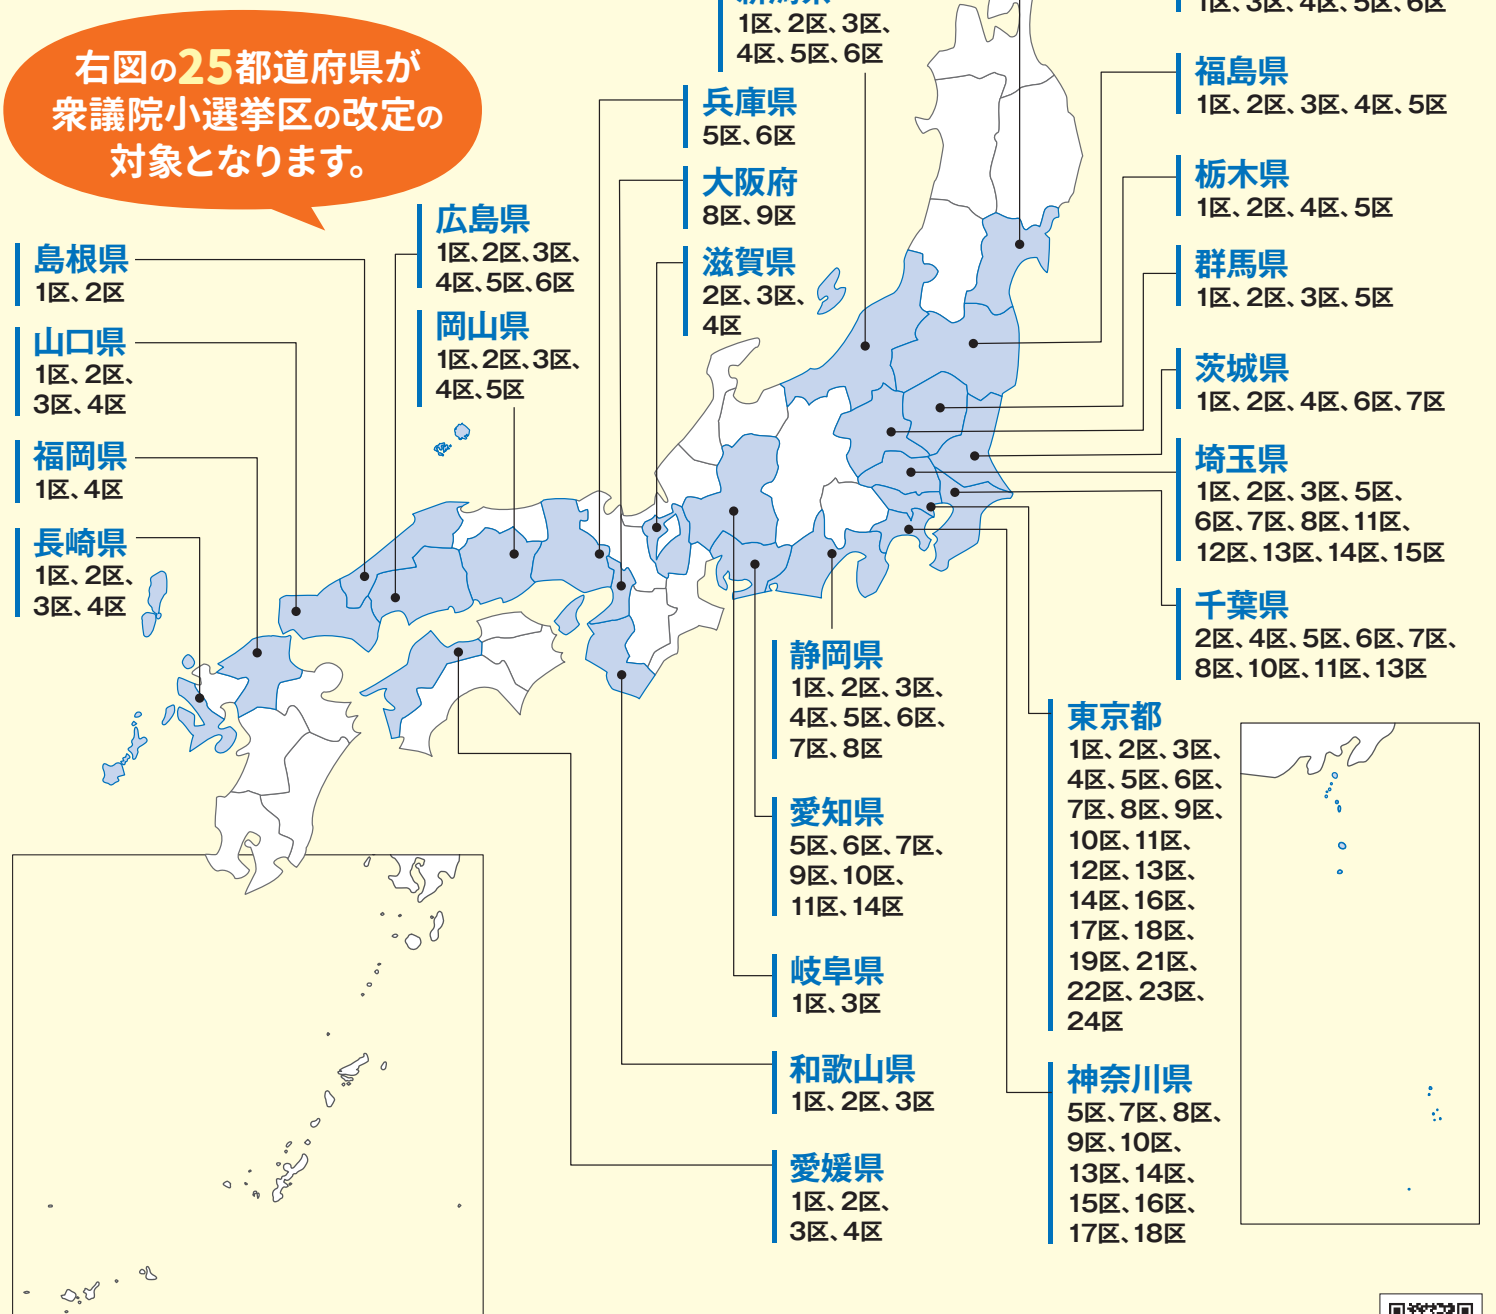 右図の25都道府県が
衆議院小選挙区の改定の
対象となります。
島根県
1区、2区
山口県
1区、2区、
3区、4区
福岡県
1区、4区
長崎県
1区、2区、
3区、4区
広島県
1区、2区、3区、
4区、5区、6区
岡山県
1区、2区、3区、
4区、5区
新潟県
1区、2区、3区、
4区、5区、6区
兵庫県
5区、6区
大阪府
8区、9区
滋賀県
2区、3区、
4区
1区、3区、4区、5区、6区
福島県
1区、2区、3区、4区、5区
栃木県
1区、2区、4区、5区
群馬県
1区、2区、3区、5区
茨城県
1区、2区、4区、6区、7区
埼玉県
1区、2区、3区、5区、
6区、7区、8区、11区、
12区、13区、14区、15区
千葉県
2区、4区、5区、6区、7区、
8区、10区、11区、13区
静岡県
1区、2区、3区、
4区、5区、6区、
7区、8区
愛知県
5区、6区、7区、
9区、10区、
11区、14区
岐阜県
1区、3区
和歌山県
1区、2区、3区
愛媛県
1区、2区、
3区、4区
東京都
1区、2区、3区、
4区、5区、6区、
7区、8区、9区、
10区、11区、
12区、13区、
14区、16区、
17区、18区、
19区、21区、
22区、23区、
24区
神奈川県
5区、7区、8区、
9区、10区、
13区、14区、
15区、16区、
17区、18区